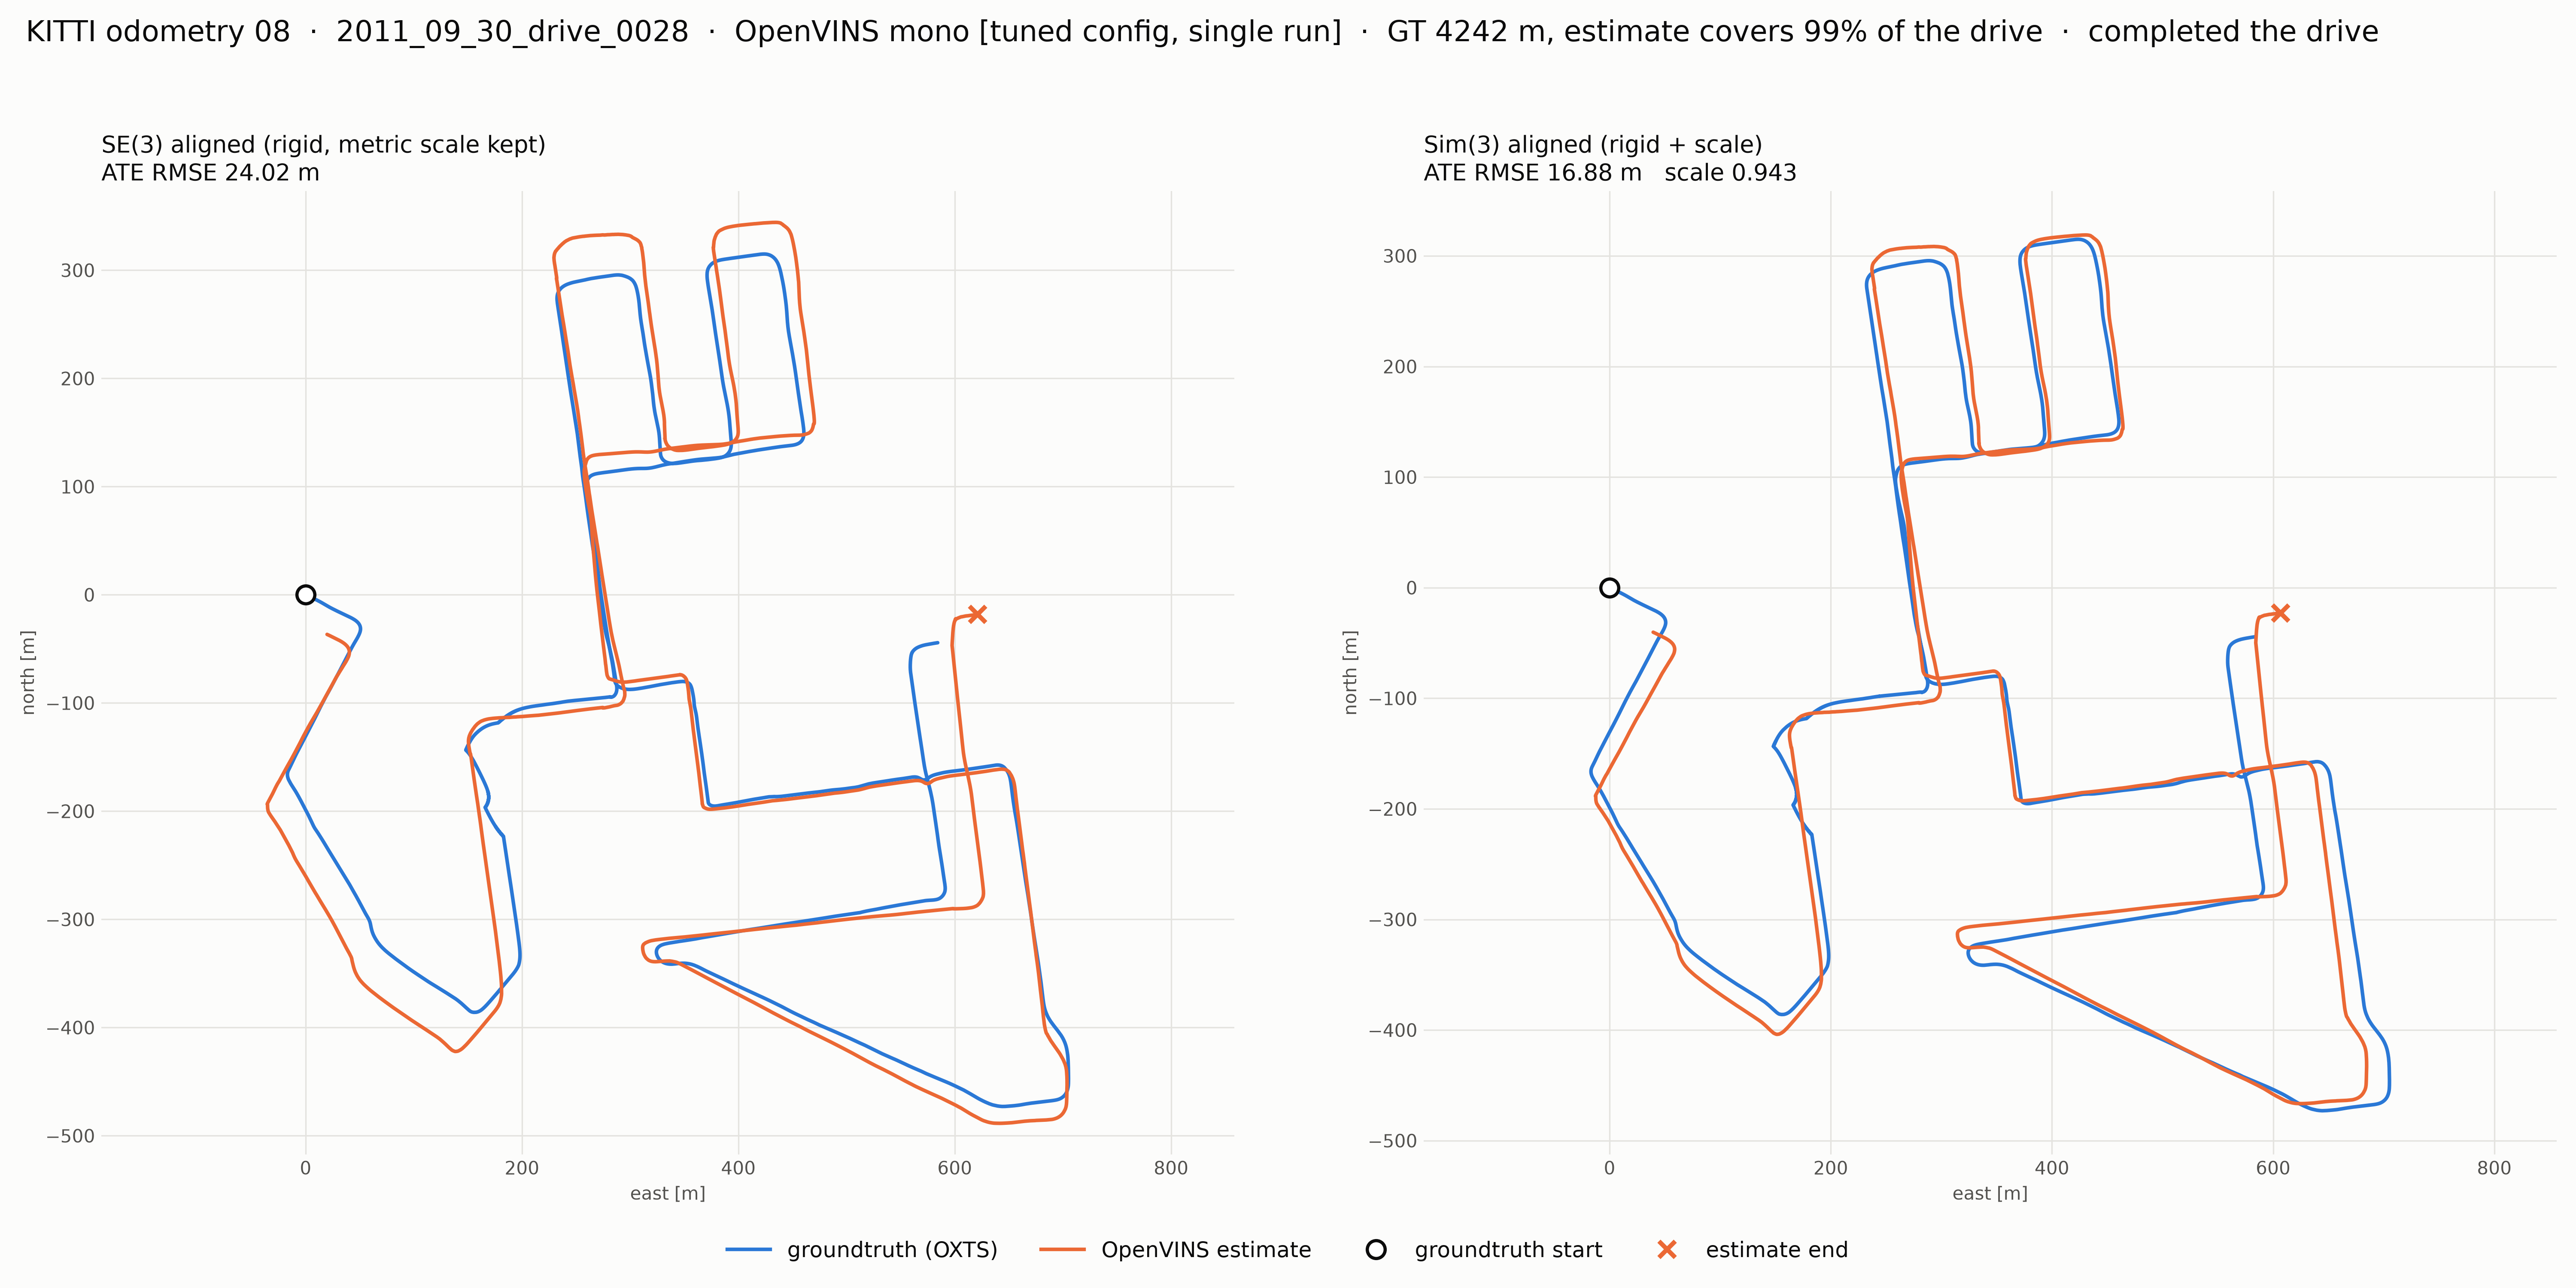 KITTI odometry 08 · 2011_09_30_drive_0028 · OpenVINS mono [tuned config, single run] · GT 4242 m, estimate covers 99% of the drive · completed the drive
SE(3) aligned (rigid, metric scale kept)
ATE RMSE 24.02 m
300
200
100
0
−100
−200
−300
−400
−500
north [m]
0
200
400
600
800
east [m]
Sim(3) aligned (rigid + scale)
ATE RMSE 16.88 m scale 0.943
300
200
100
0
−100
−200
−300
−400
−500
north [m]
0
200
400
600
800
east [m]
groundtruth (OXTS)
OpenVINS estimate
groundtruth start
estimate end